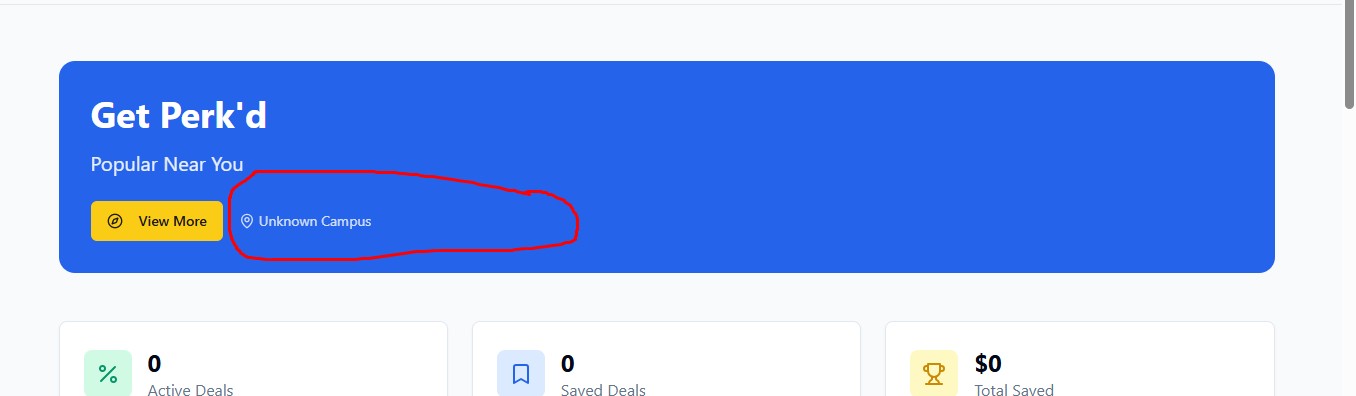 Get Perk'd
Popular Near You
View More
Unknown Campus
0
Active Deals
0
Saved Deals
$0
Total Saved